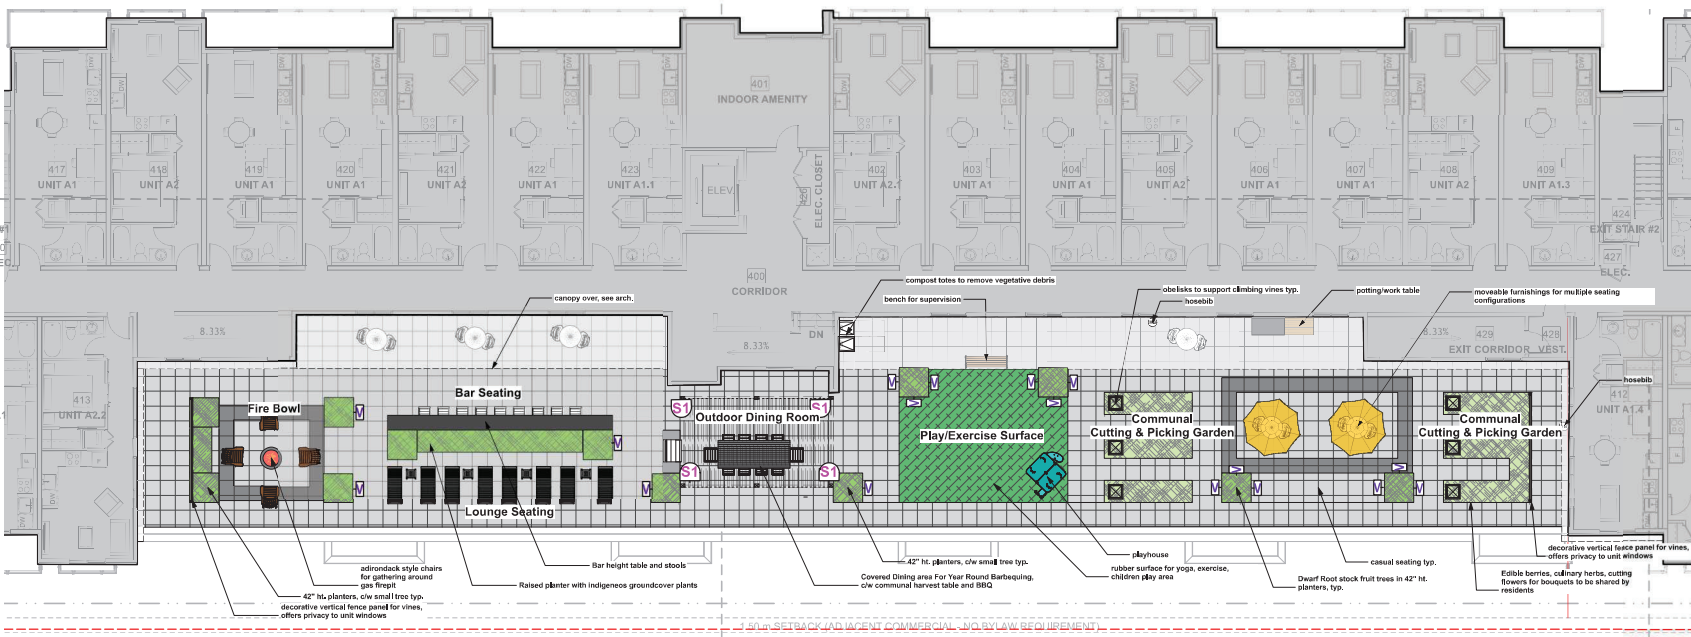 401
INDOOR AMENITY
417
UNIT A1
418
UNIT A2
419
UNIT A1
420
UNIT A1
421
UNIT A2
422
UNIT A1
423
UNIT A1.1
ELEV.
426
ELEC. CLOSET
402
UNIT A2.1
403
UNIT A1
404
UNIT A1
405
UNIT A2
406
UNIT A1
407
UNIT A1
408
UNIT A2
409
UNIT A1.3
424
EXIT STAIR #2
427
ELEC.
400
CORRIDOR
canopy over, see arch.
compost totes to remove vegetative debris
bench for supervision
obelisks to support climbing vines typ.
hosebib
potting/work table
moveable furnishings for multiple seating
configurations
8.33%
8.33%
DN
8.33%
429
428
EXIT CORRIDOR
VEST.
hosebib
413
UNIT A2.2
412
UNIT A1.4
Fire Bowl
Bar Seating
Lounge Seating
S1
S1
Outdoor Dining Room
S1
S1
Play/Exercise Surface
Communal
Cutting & Picking Garden
Communal
Cutting & Picking Garden
adirondack style chairs
for gathering around
gas firepit
42" ht. planters, c/w small tree typ.
decorative vertical fence panel for vines,
offers privacy to unit windows
Bar height table and stools
Raised planter with indigeneos groundcover plants
42" ht. planters, c/w small tree typ.
Covered Dining area For Year Round Barbequing,
c/w communal harvest table and BBQ
playhouse
rubber surface for yoga, exercise,
children play area
casual seating typ.
Dwarf Root stock fruit trees in 42" ht.
planters, typ.
decorative vertical fence panel for vines,
offers privacy to unit windows
Edible berries, culinary herbs, cutting
flowers for bouquets to be shared by
residents
1.50 m SETBACK (ADJACENT COMMERCIAL - NO BYLAW REQUIREMENT)